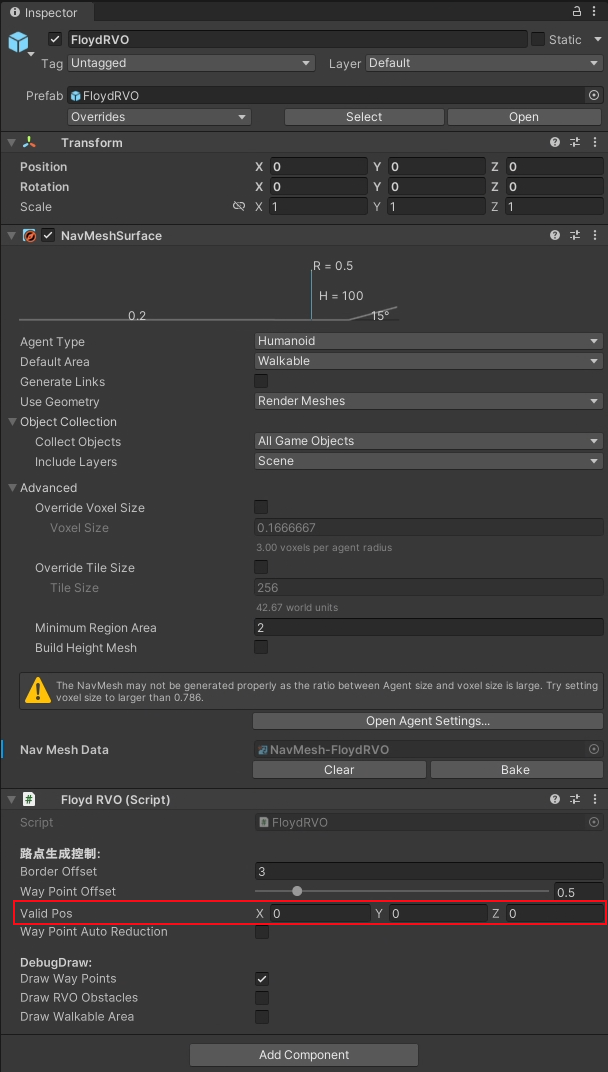 Inspector
FloydRVO Static
Tag Untagged Layer Default
Prefab FloydRVO
Overrides Select Open
Transform
Position X 0 Y 0 Z 0
Rotation X 0 Y 0 Z 0
Scale X 1 Y 1 Z 1
NavMeshSurface
R = 0.5
H = 100
0.2 15°
Agent Type Humanoid
Default Area Walkable
Generate Links
Use Geometry Render Meshes
Object Collection
Collect Objects All Game Objects
Include Layers Scene
Advanced
Override Voxel Size
Voxel Size 0.1666667
3.00 voxels per agent radius
Override Tile Size
Tile Size 256
42.67 world units
Minimum Region Area 2
Build Height Mesh
The NavMesh may not be generated properly as the ratio between Agent size and voxel size is large. Try setting
voxel size to larger than 0.786.
Open Agent Settings...
Nav Mesh Data NavMesh-FloydRVO
Clear Bake
# Floyd RVO (Script)
Script FloydRVO
路点生成控制:
Border Offset 3
Way Point Offset 0.5
Valid Pos X 0 Y 0 Z 0
Way Point Auto Reduction
DebugDraw:
Draw Way Points
Draw RVO Obstacles
Draw Walkable Area
Add Component